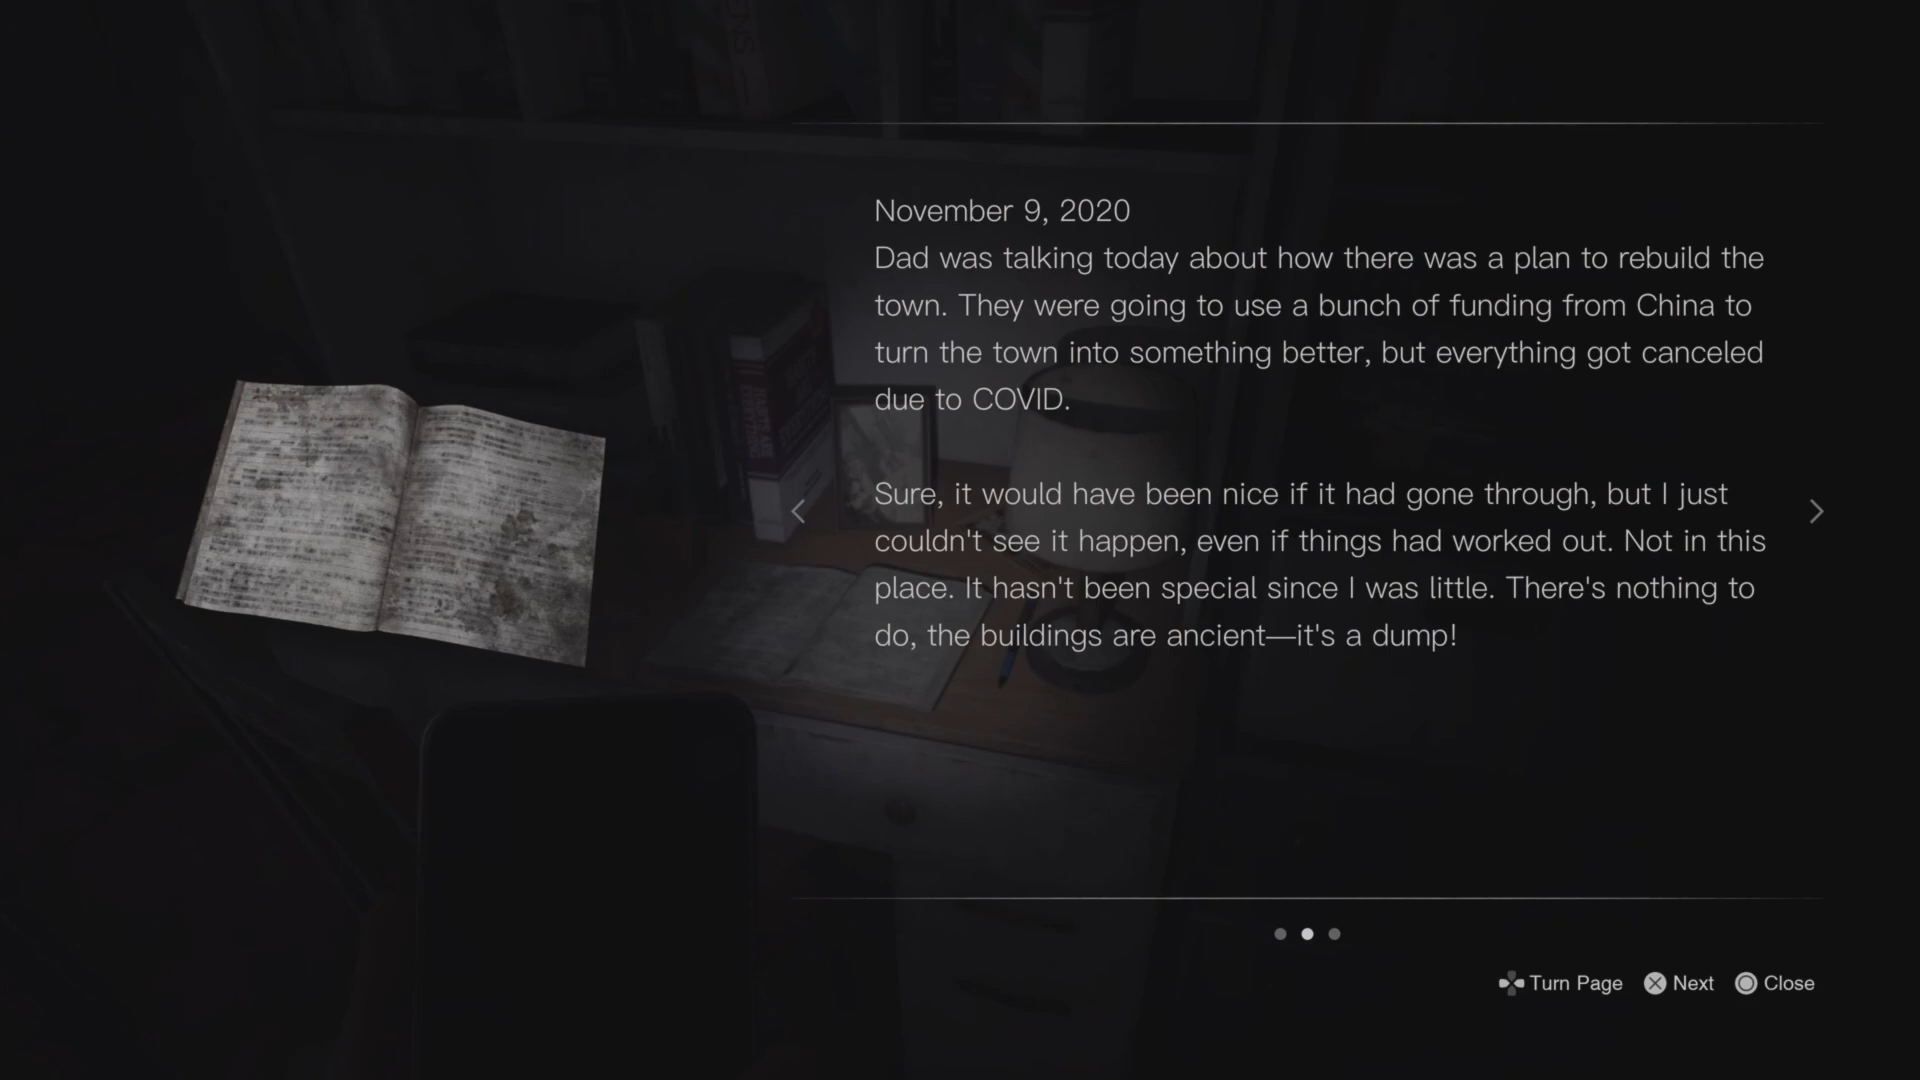 November 9, 2020
Dad was talking today about how there was a plan to rebuild the
town. They were going to use a bunch of funding from China to
turn the town into something better, but everything got canceled
due to COVID.
Sure, it would have been nice if it had gone through, but I just
couldn't see it happen, even if things had worked out. Not in this
place. It hasn't been special since I was little. There's nothing to
do, the buildings are ancient—it's a dump!
Turn Page Next Close